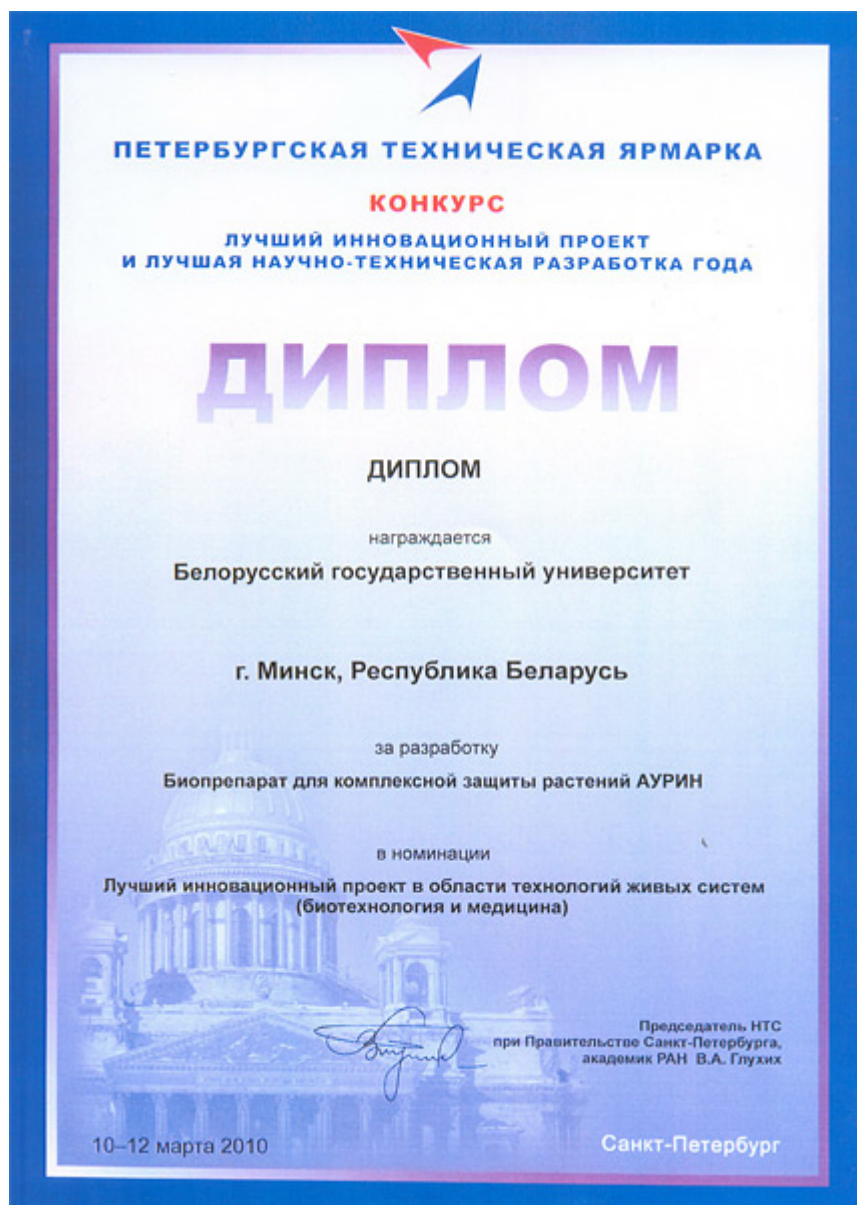 ПЕТЕРБУРГСКАЯ ТЕХНИЧЕСКАЯ ЯРМАРКА
КОНКУРС
ЛУЧШИЙ ИННОВАЦИОННЫЙ ПРОЕКТ
И ЛУЧШАЯ НАУЧНО-ТЕХНИЧЕСКАЯ РАЗРАБОТКА ГОДА
ДИПЛОМ
ДИПЛОМ
награждается
Белорусский государственный университет
г. Минск, Республика Беларусь
за разработку
Биопрепарат для комплексной защиты растений АУРИН
в номинации
Лучший инновационный проект в области технологий живых систем
(биотехнология и медицина)
Председатель НТС
при Правительстве Санкт-Петербурга,
академик РАН В.А. Глухих
10–12 марта 2010
Санкт-Петербург